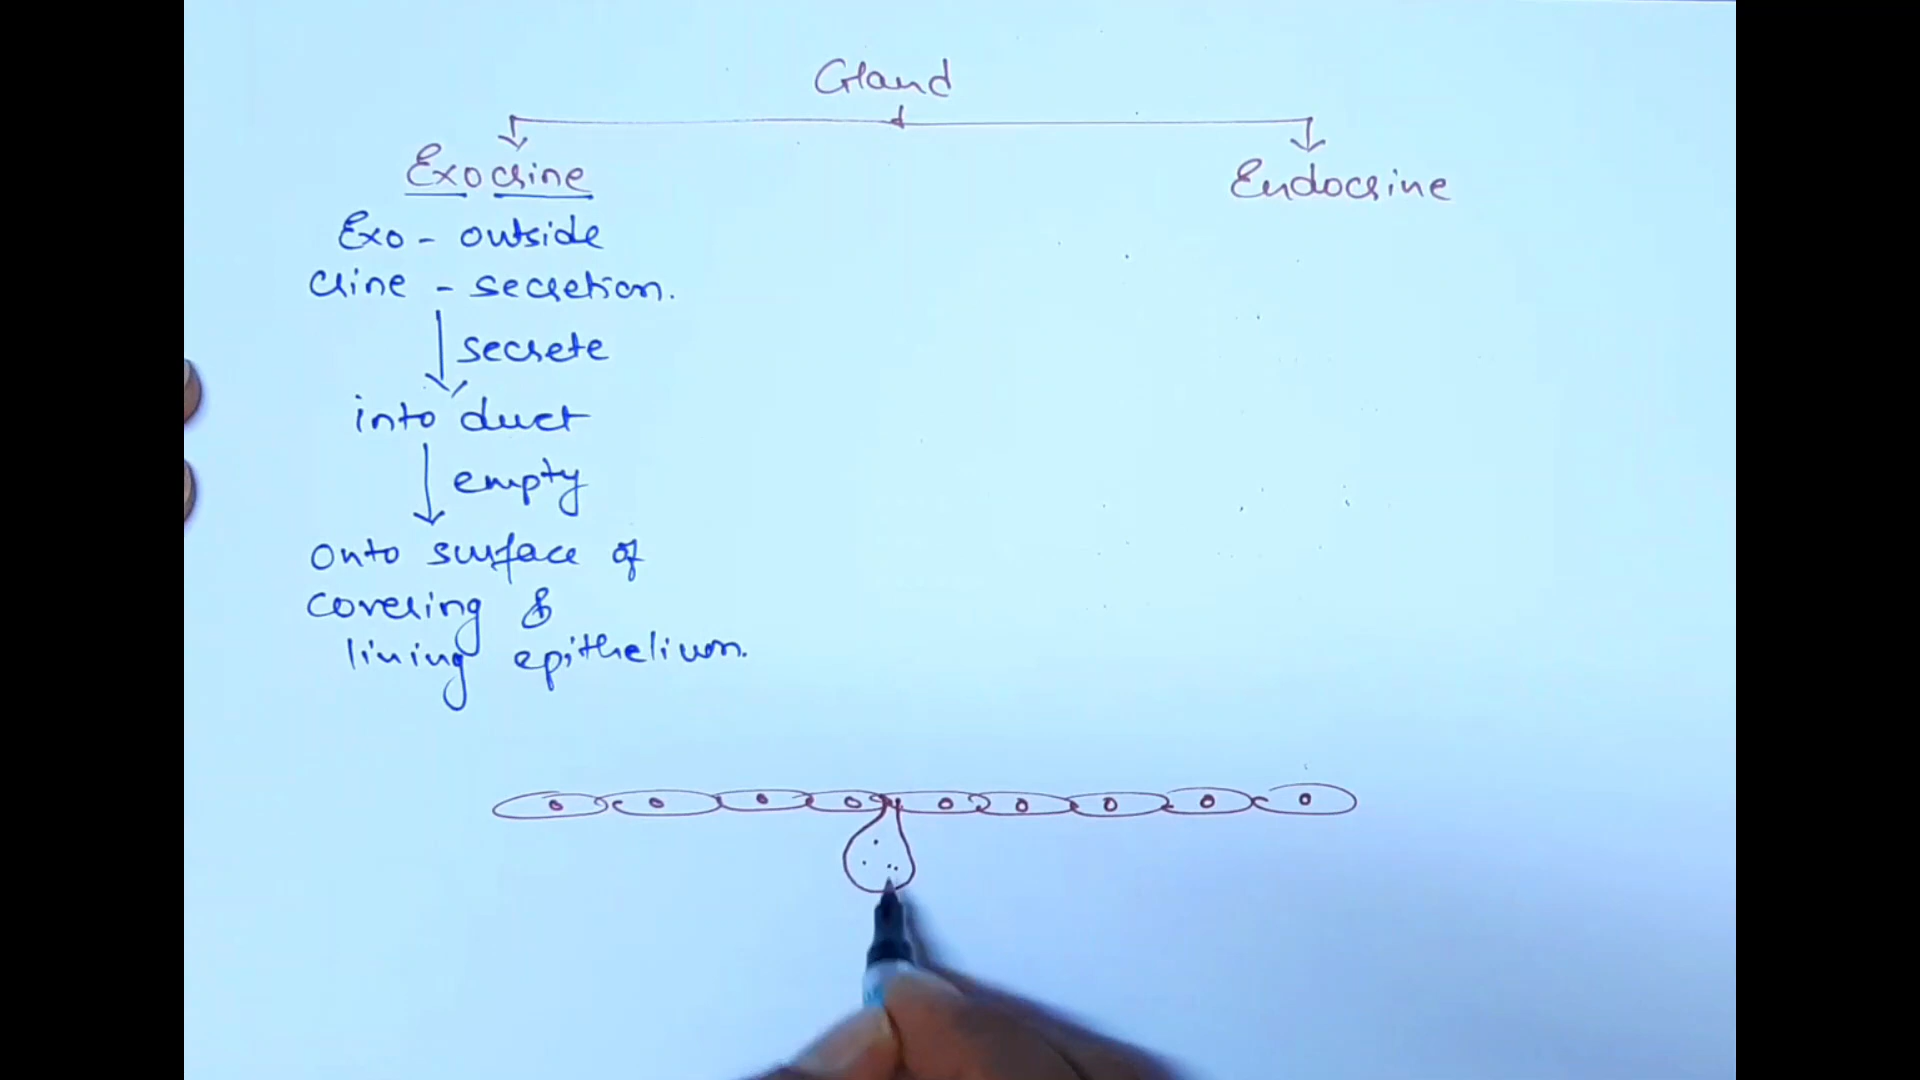 Gland
Exocrine
Endocrine
Exo - outside
crine - secretion.
secrete
into duct
empty
onto surface of
covering &
lining epithelium.